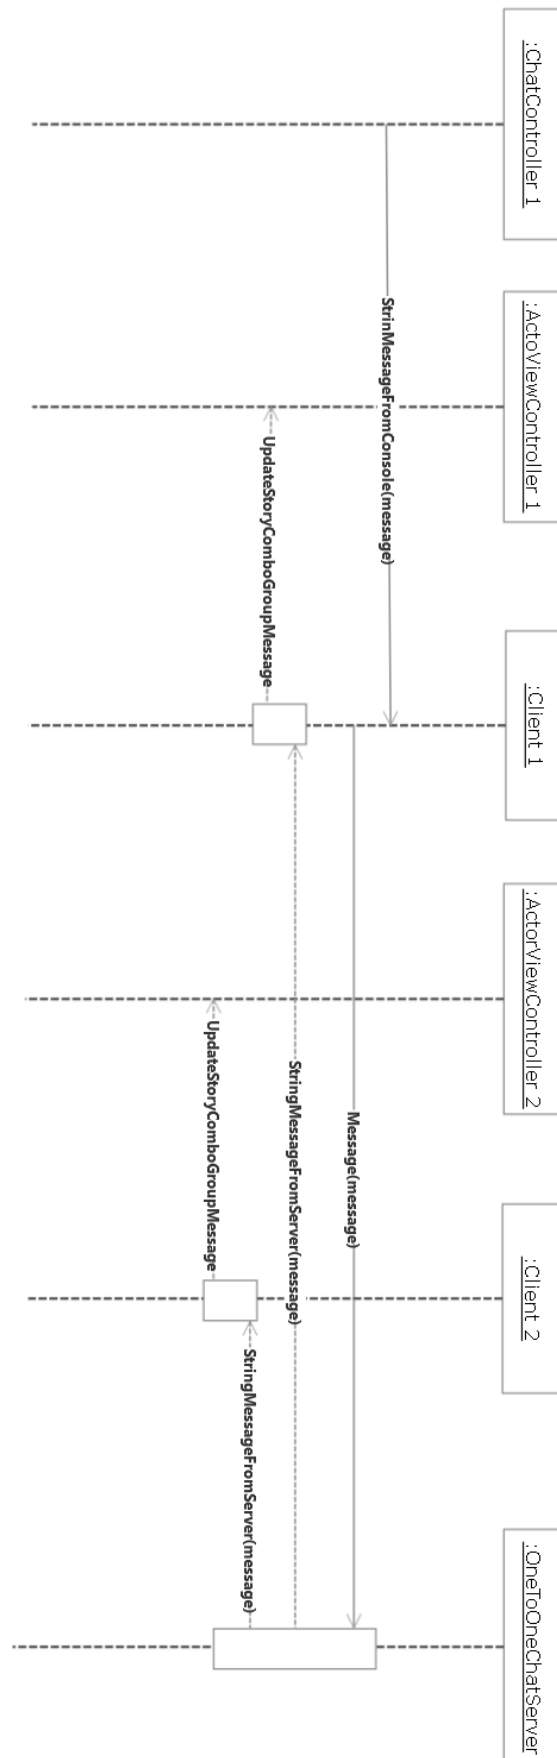 :ChatController 1
:ActoViewController 1
:Client 1
:ActorViewController 2
:Client 2
:OneToOneChatServer
StrinMessageFromConsole(message)
Message(message)
StringMessageFromServer(message)
UpdateStoryComboGroupMessage
StringMessageFromServer(message)
UpdateStoryComboGroupMessage